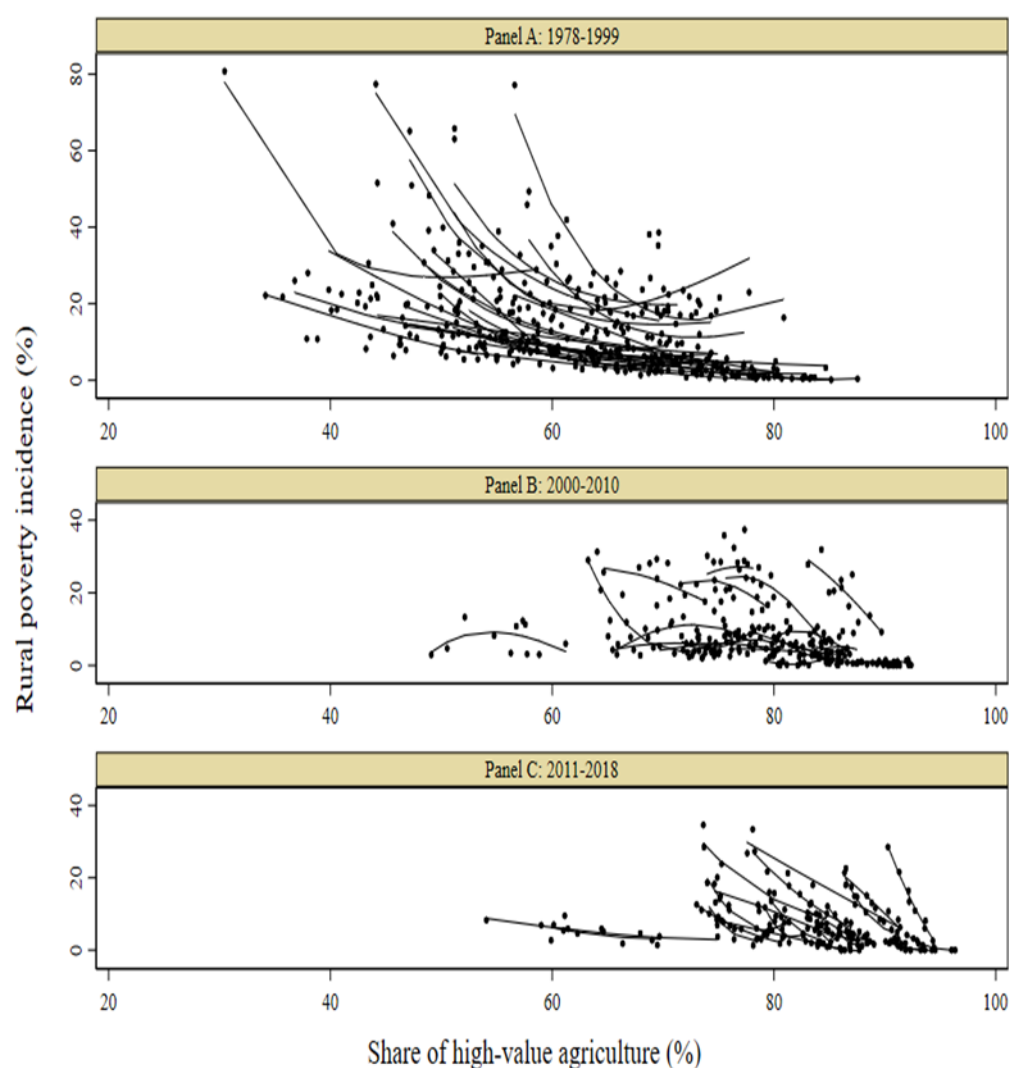 Panel A: 1978-1999
80
60
40
20
0
20 40 60 80 100
Panel B: 2000-2010
40
20
0
20 40 60 80 100
Panel C: 2011-2018
40
20
0
20 40 60 80 100
Rural poverty incidence (%)
Share of high-value agriculture (%)